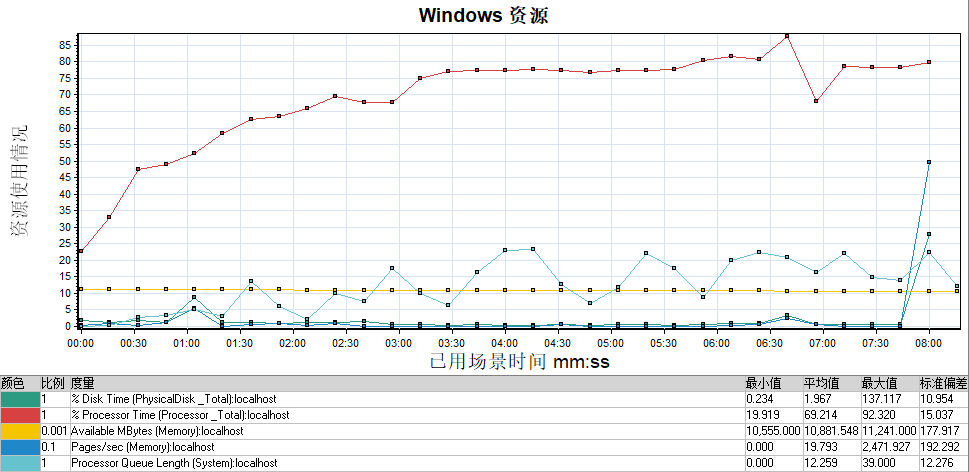 Windows 资源
85
80
75
70
65
60
55
50
45
40
35
30
25
20
15
10
5
0
资源使用情况
00:00 00:30 01:00 01:30 02:00 02:30 03:00 03:30 04:00 04:30 05:00 05:30 06:00 06:30 07:00 07:30 08:00
已用场景时间 mm:ss
颜色 比例 度量 最小值 平均值 最大值 标准偏差
1 % Disk Time (PhysicalDisk _Total):localhost 0.234 1.967 137.117 10.954
1 % Processor Time (Processor _Total):localhost 19.919 69.214 92.320 15.037
0.001 Available MBytes (Memory):localhost 10,555.000 10,881.548 11,241.000 177.917
0.1 Pages/sec (Memory):localhost 0.000 19.793 2,471.927 192.292
1 Processor Queue Length (System):localhost 0.000 12.259 39.000 12.276